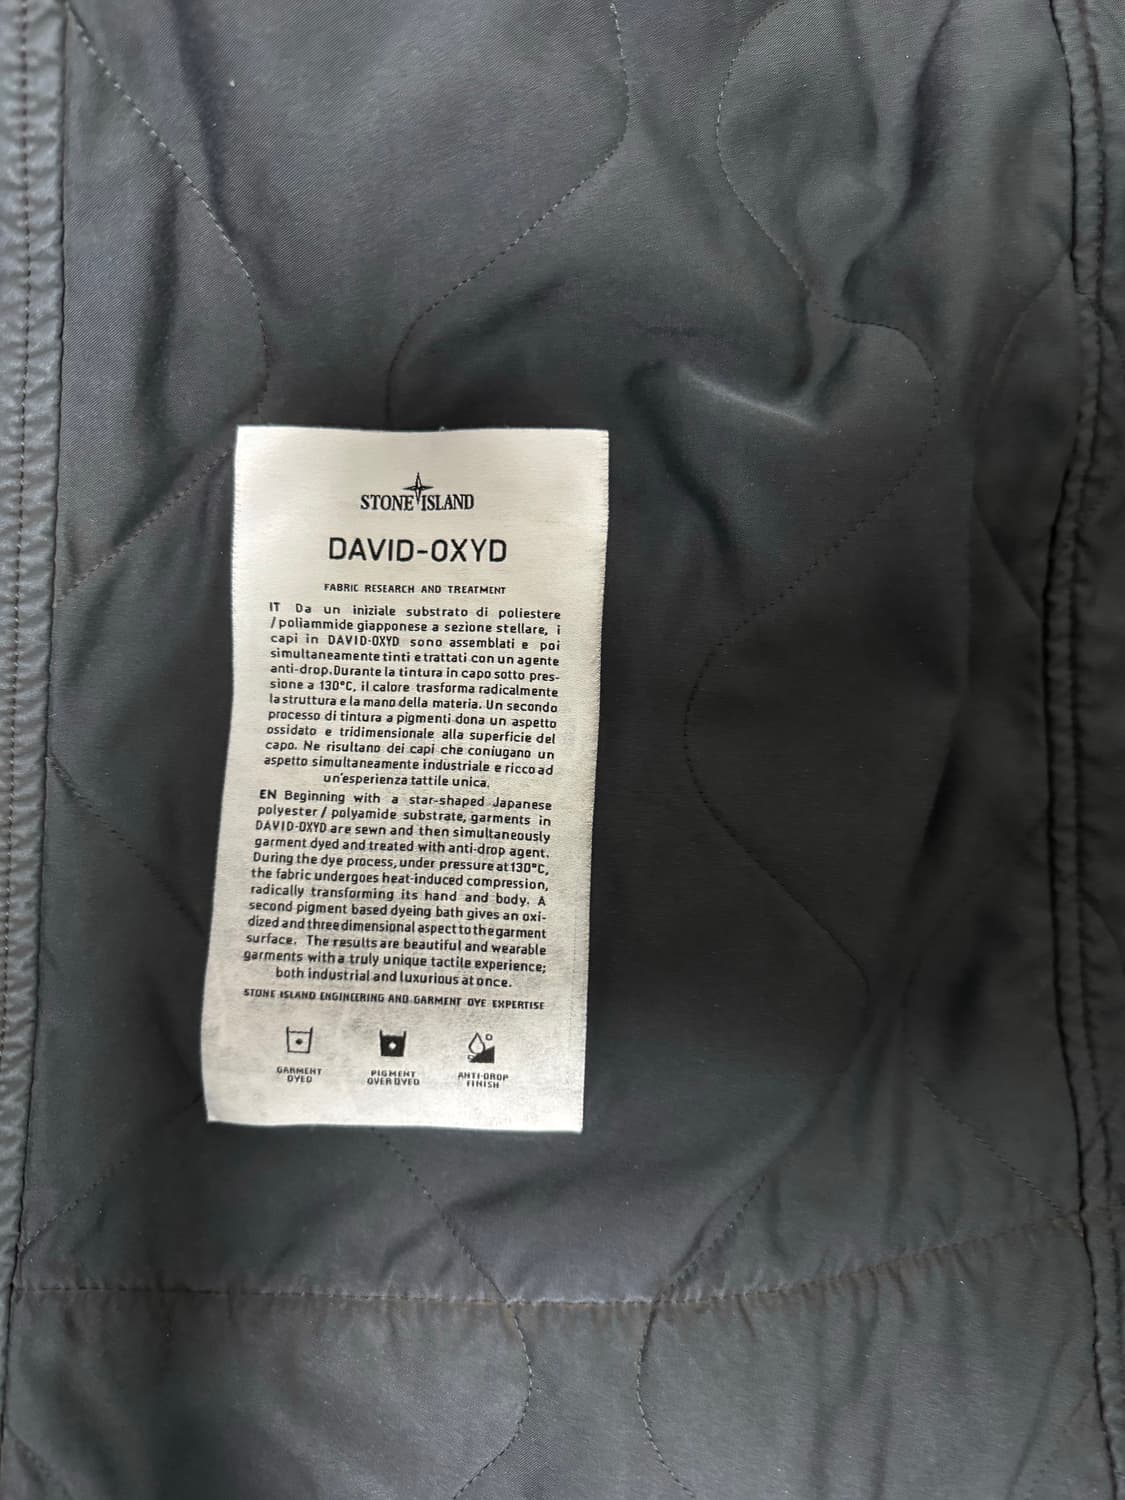 STONE ISLAND
DAVID-OXYD
FABRIC RESEARCH AND TREATMENT
IT Da un iniziale substrato di poliestere
/poliammide giapponese a sezione stellare, i
capi in DAVID-OXYD sono assemblati e poi
simultaneamente tinti e trattati con un agente
anti-drop.Durante la tintura in capo sotto pres-
sione a 130°C, il calore trasforma radicalmente
la struttura e la mano della materia. Un secondo
processo di tintura a pigmenti dona un aspetto
ossidato e tridimensionale alla superficie del
capo. Ne risultano dei capi che coniugano un
aspetto simultaneamente industriale e ricco ad
un'esperienza tattile unica.
EN Beginning with a star-shaped Japanese
polyester / polyamide substrate, garments in
DAVID-OXYD are sewn and then simultaneously
garment dyed and treated with anti-drop agent.
During the dye process, under pressure at 130°C,
the fabric undergoes heat-induced compression,
radically transforming its hand and body. A
second pigment based dyeing bath gives an oxi-
dized and three dimensional aspect to the garment
surface. The results are beautiful and wearable
garments with a truly unique tactile experience;
both industrial and luxurious at once.
STONE ISLAND ENGINEERING AND GARMENT DYE EXPERTISE
GARMENT DYED
PIGMENT OVER DYED
ANTI-DROP FINISH